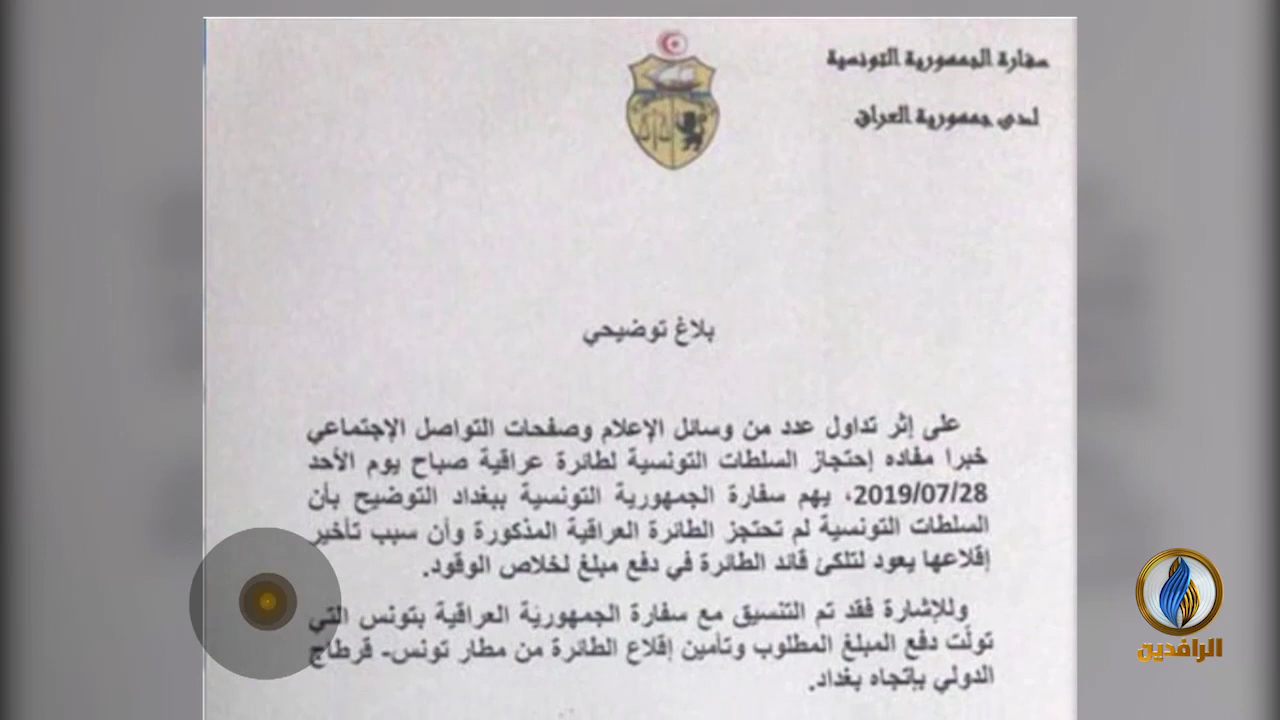 سفارة الجمهورية التونسية
لدى جمهورية العراق
بلاغ توضيحي
على إثر تداول عدد من وسائل الإعلام وصفحات التواصل الإجتماعي
خبرا مفاده إحتجاز السلطات التونسية لطائرة عراقية صباح يوم الأحد
2019/07/28، يهم سفارة الجمهورية التونسية ببغداد التوضيح بأن
السلطات التونسية لم تحتجز الطائرة العراقية المذكورة وأن سبب تأخير
إقلاعها يعود لتلكئ قائد الطائرة في دفع مبلغ لخلاص الوقود.
وللإشارة فقد تم التنسيق مع سفارة الجمهوريّة العراقية بتونس التي
تولّت دفع المبلغ المطلوب وتأمين إقلاع الطائرة من مطار تونس- قرطاج
الدولي بإتجاه بغداد.
الرافدين